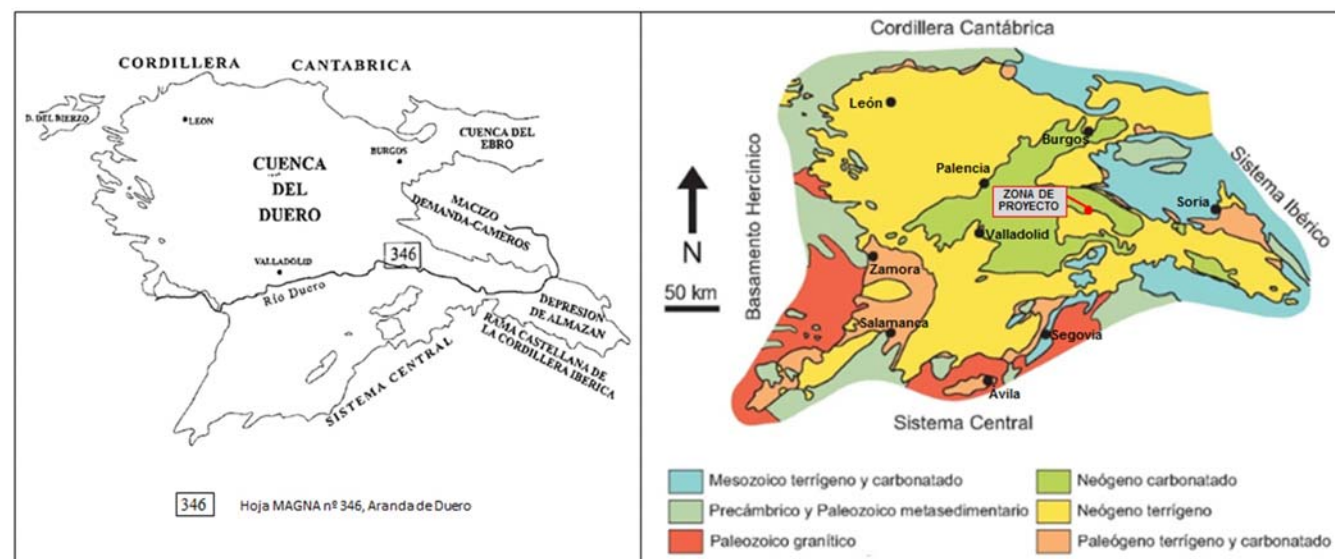 CORDILLERA CANTABRICA
D. DEL BIERZO
LEON
CUENCA DEL
EBRO
BURGOS
CUENCA
DEL
DUERO
MACIZO
DEMANDA-CAMEROS
346
VALLADOLID
Río Duero
DEPRESION
DE ALMAZAN
RAMA CASTELLANA DE
LA CORDILLERA IBERICA
SISTEMA CENTRAL
346 Hoja MAGNA nº 346, Aranda de Duero
Cordillera Cantábrica
León
Burgos
Palencia
ZONA DE
PROYECTO
Soria
Sistema Ibérico
Basamento Hercínico
N
50 km
Valladolid
Zamora
Salamanca
Segovia
Ávila
Sistema Central
Mesozoico terrígeno y carbonatado
Precámbrico y Paleozoico metasedimentario
Paleozoico granítico
Neógeno carbonatado
Neógeno terrígeno
Paleógeno terrígeno y carbonatado